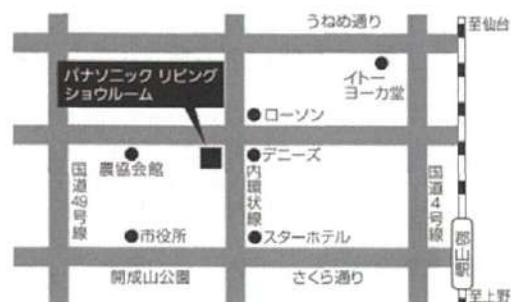 うねめ通り
至仙台
パナソニック リビング
ショウルーム
イトー
ヨーカ堂
ローソン
農協会館
デニーズ
国道49号線
内環状線
国道4号線
市役所
スターホテル
郡山駅
開成山公園
さくら通り
至上野